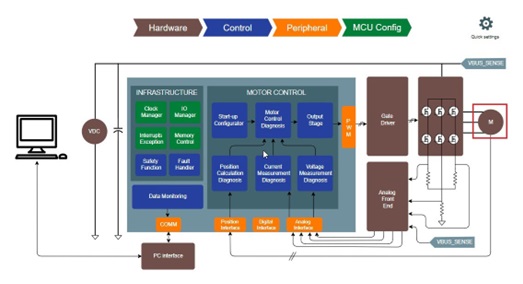 Hardware
Control
Peripheral
MCU Config
Quick settings
VBUS_SENSE
INFRASTRUCTURE
MOTOR CONTROL
Clock
Manager
IO
Manager
Start-up
Configurator
Motor
Control
Diagnosis
Output
Stage
VDC
P
W
M
Gate
Driver
M
Interrupts
Exception
Memory
Control
Safety
Function
Fault
Handler
Position
Calculation
Diagnosis
Current
Measurement
Diagnosis
Voltage
Measurement
Diagnosis
Data Monitoring
Analog
Front
End
COMM
Position
Interface
Digital
Interface
Analog
Interface
VBUS_SENSE
PC interface